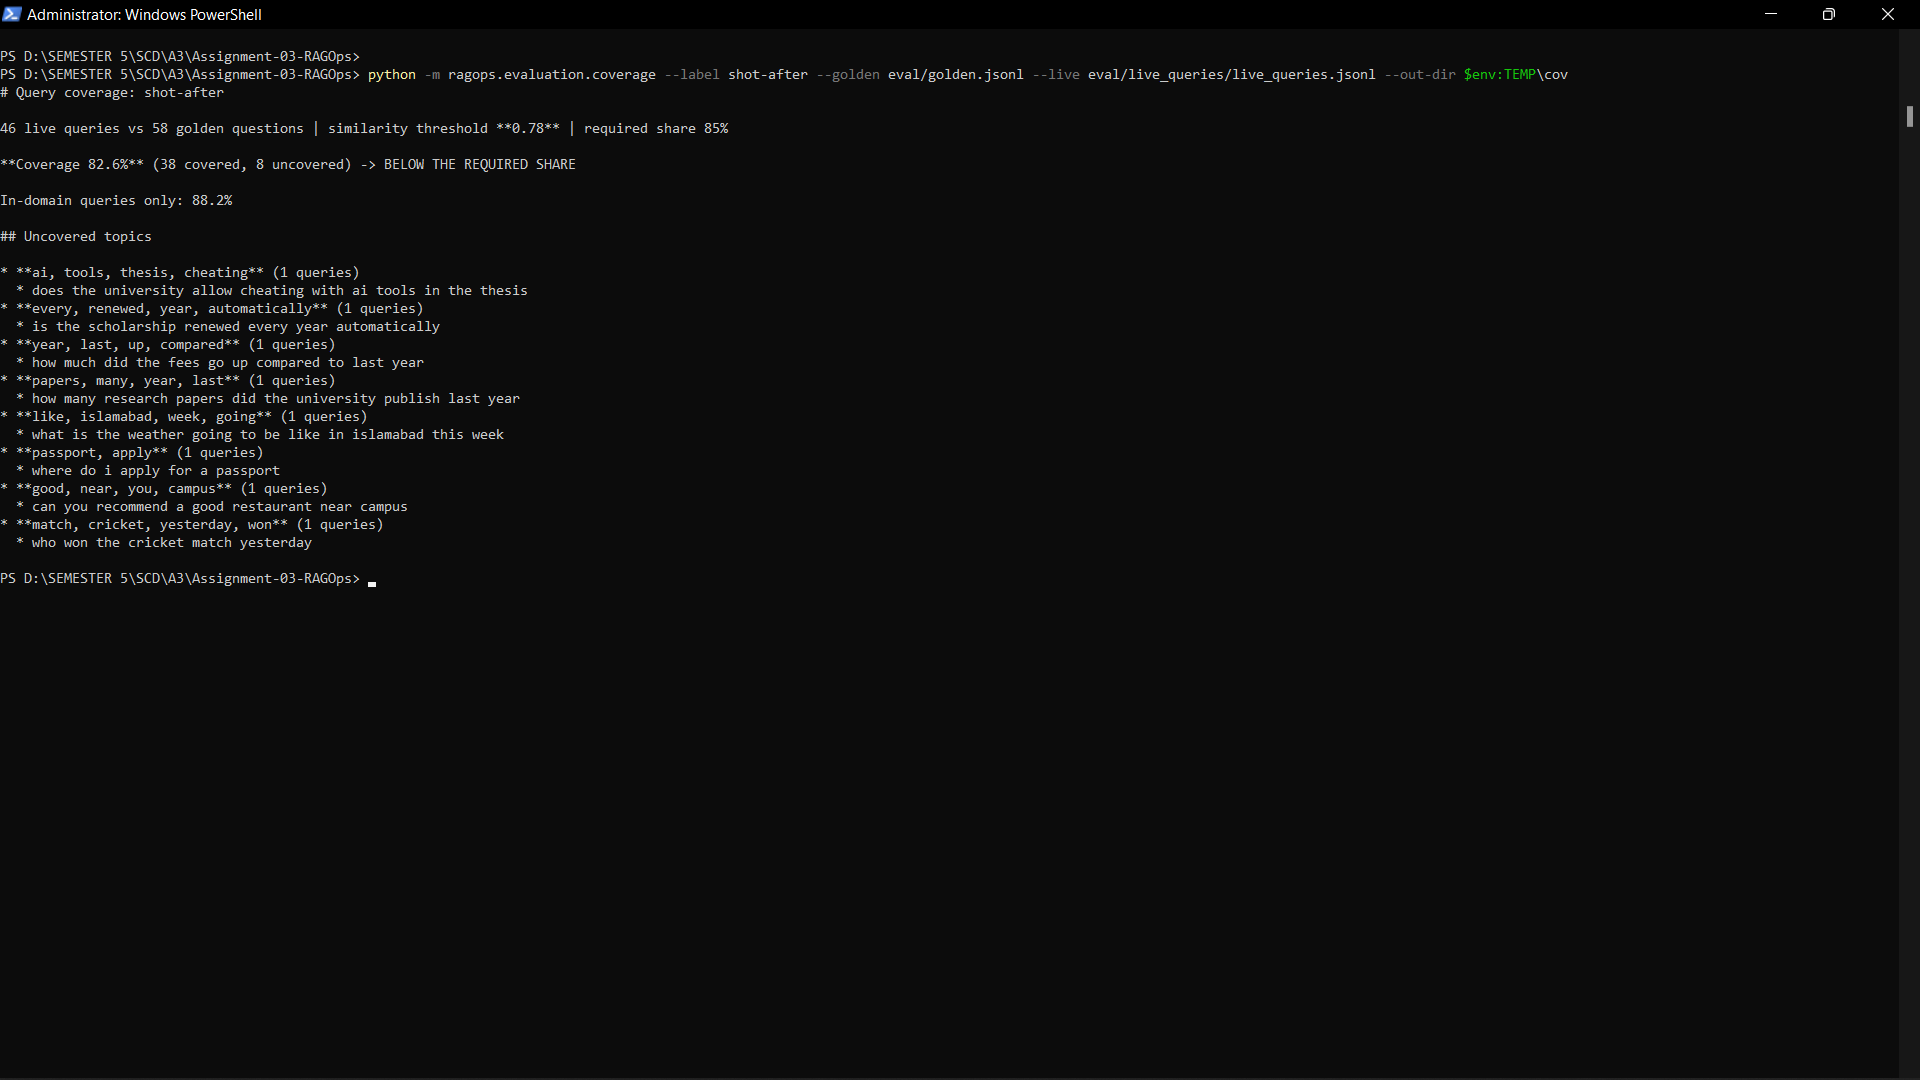 Administrator: Windows PowerShell
PS D:\SEMESTER 5\SCD\A3\Assignment-03-RAGOps>
PS D:\SEMESTER 5\SCD\A3\Assignment-03-RAGOps> python -m ragops.evaluation.coverage --label shot-after --golden eval/golden.jsonl --live eval/live_queries/live_queries.jsonl --out-dir $env:TEMP\cov
# Query coverage: shot-after
46 live queries vs 58 golden questions | similarity threshold **0.78** | required share 85%
**Coverage 82.6%** (38 covered, 8 uncovered) -> BELOW THE REQUIRED SHARE
In-domain queries only: 88.2%
## Uncovered topics
* **ai, tools, thesis, cheating** (1 queries)
  * does the university allow cheating with ai tools in the thesis
* **every, renewed, year, automatically** (1 queries)
  * is the scholarship renewed every year automatically
* **year, last, up, compared** (1 queries)
  * how much did the fees go up compared to last year
* **papers, many, year, last** (1 queries)
  * how many research papers did the university publish last year
* **like, islamabad, week, going** (1 queries)
  * what is the weather going to be like in islamabad this week
* **passport, apply** (1 queries)
  * where do i apply for a passport
* **good, near, you, campus** (1 queries)
  * can you recommend a good restaurant near campus
* **match, cricket, yesterday, won** (1 queries)
  * who won the cricket match yesterday
PS D:\SEMESTER 5\SCD\A3\Assignment-03-RAGOps>